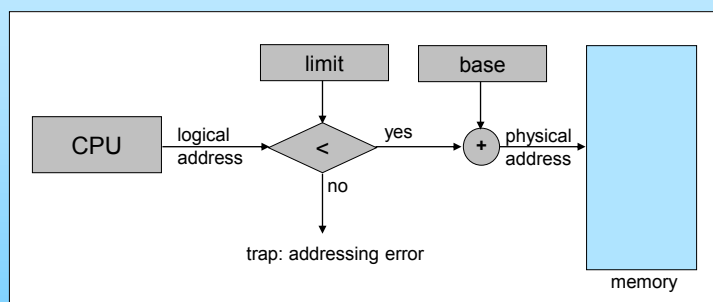 limit
base
CPU
logical
address
<
yes
+
physical
address
no
trap: addressing error
memory